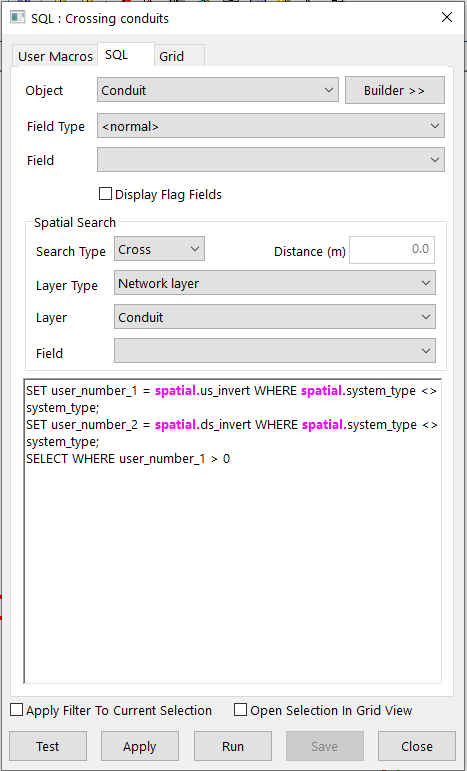 SQL : Crossing conduits
User Macros
SQL
Grid
Object
Conduit
Builder >>
Field Type
<normal>
Field
Display Flag Fields
Spatial Search
Search Type
Cross
Distance (m)
0.0
Layer Type
Network layer
Layer
Conduit
Field
SET user_number_1 = spatial.us_invert WHERE spatial.system_type <>
system_type;
SET user_number_2 = spatial.ds_invert WHERE spatial.system_type <>
system_type;
SELECT WHERE user_number_1 > 0
Apply Filter To Current Selection
Open Selection In Grid View
Test
Apply
Run
Save
Close